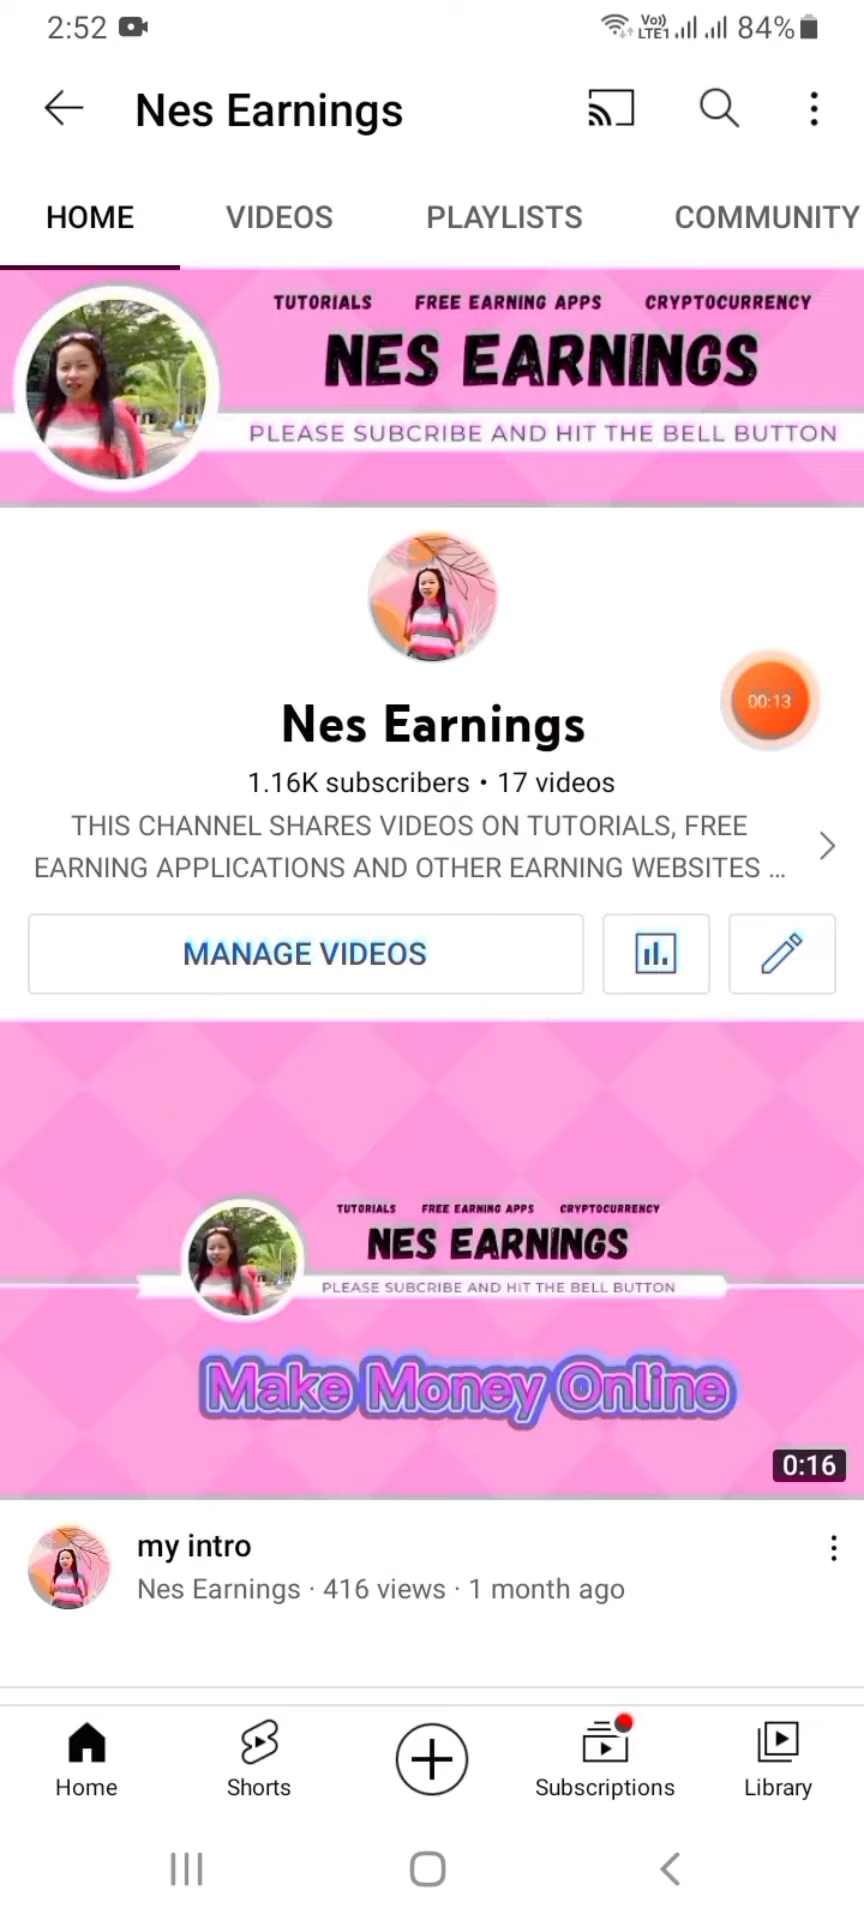 2:52 Vo)) LTE1 84%
Nes Earnings
HOME VIDEOS PLAYLISTS COMMUNITY
TUTORIALS FREE EARNING APPS CRYPTOCURRENCY
NES EARNINGS
PLEASE SUBCRIBE AND HIT THE BELL BUTTON
00:13
Nes Earnings
1.16K subscribers • 17 videos
THIS CHANNEL SHARES VIDEOS ON TUTORIALS, FREE
EARNING APPLICATIONS AND OTHER EARNING WEBSITES ...
MANAGE VIDEOS
TUTORIALS FREE EARNING APPS CRYPTOCURRENCY
NES EARNINGS
PLEASE SUBCRIBE AND HIT THE BELL BUTTON
Make Money Online
0:16
my intro
Nes Earnings · 416 views · 1 month ago
Home Shorts Subscriptions Library